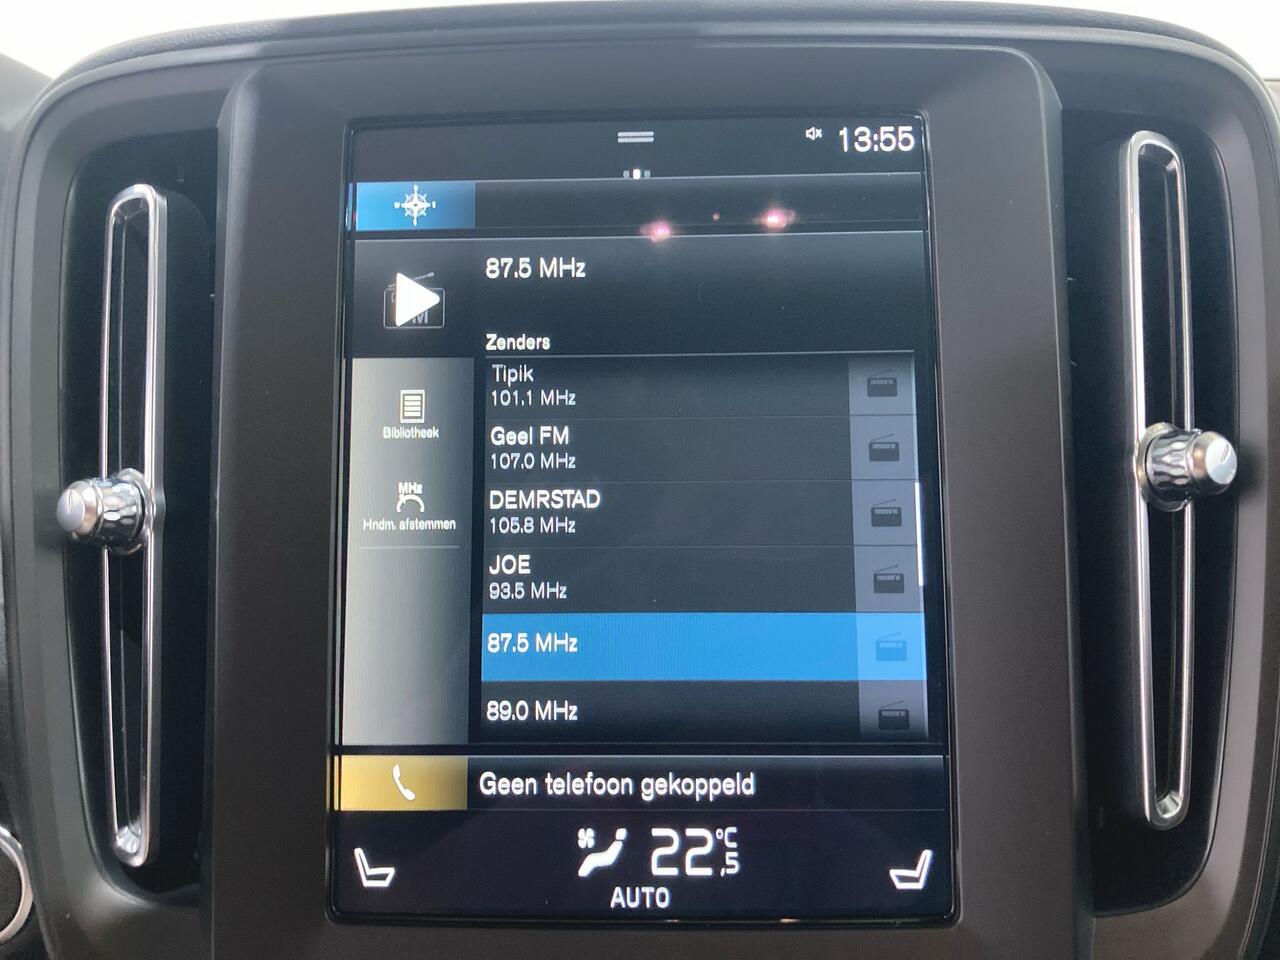 13:55
W E
87.5 MHz
Zenders
Tipik
101.1 MHz
Bibliotheek
Geel FM
107.0 MHz
MHz
Hndm. afstemmen
DEMRSTAD
105.8 MHz
JOE
93.5 MHz
87.5 MHz
89.0 MHz
Geen telefoon gekoppeld
22,5 °C
AUTO